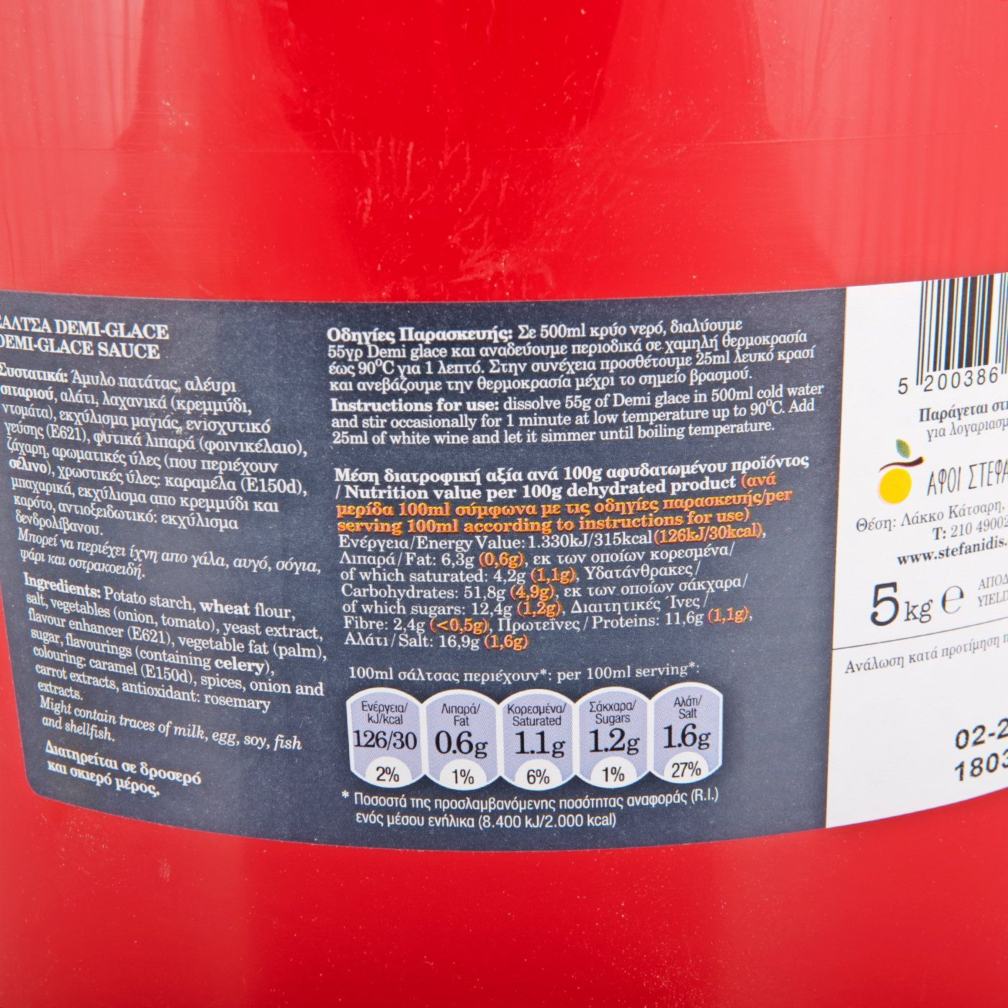 ΣΑΛΤΣΑ DEMI-GLACE
DEMI-GLACE SAUCE
Συστατικά: Άμυλο πατάτας, αλεύρι
σιταριού, αλάτι, λαχανικά (κρεμμύδι,
ντομάτα), εκχύλισμα μαγιάς, ενισχυτικό
γεύσης (E621), φυτικά λιπαρά (φοινικέλαιο),
ζάχαρη, αρωματικές ύλες (που περιέχουν
σέλινο), χρωστικές ύλες: καραμέλα (E150d),
μπαχαρικά, εκχύλισμα απο κρεμμύδι και
καρότο, αντιοξειδωτικό: εκχύλισμα
δενδρολίβανου.
Μπορεί να περιέχει ίχνη απο γάλα, αυγό, σόγια,
ψάρι και οστρακοειδή.
Ingredients: Potato starch, wheat flour,
salt, vegetables (onion, tomato), yeast extract,
flavour enhancer (E621), vegetable fat (palm),
sugar, flavourings (containing celery),
colouring: caramel (E150d), spices, onion and
carrot extracts, antioxidant: rosemary
extracts.
Might contain traces of milk, egg, soy, fish
and shellfish.
Διατηρείται σε δροσερό
και σκιερό μέρος,
Οδηγίες Παρασκευής: Σε 500ml κρύο νερό, διαλύουμε
55γρ Demi glace και αναδεύουμε περιοδικά σε χαμηλή θερμοκρασία
έως 90°C για 1 λεπτό. Στην συνέχεια προσθέτουμε 25ml λευκό κρασί
και ανεβάζουμε την θερμοκρασία μέχρι το σημείο βρασμού.
Instructions for use: dissolve 55g of Demi glace in 500ml cold water
and stir occasionally for 1 minute at low temperature up to 90°C. Add
25ml of white wine and let it simmer until boiling temperature.
Μέση διατροφική αξία ανά 100g αφυδατωμένου προϊόντος
/ Nutrition value per 100g dehydrated product (ανά
μερίδα 100ml σύμφωνα με τις οδηγίες παρασκευής/per
serving 100ml according to instructions for use)
Ενέργεια/Energy Value: 1.330kJ/315kcal (126kJ/30kcal),
Λιπαρά/Fat: 6,3g (0,6g), εκ των οποίων κορεσμένα/
of which saturated: 4,2g (1,1g), Υδατάνθρακες/
Carbohydrates: 51,8g (4,9g), εκ των οποίων σάκχαρα/
of which sugars: 12,4g (1,2g), Διαιτητικές Ίνες/
Fibre: 2,4g (<0,5g), Πρωτεΐνες/Proteins: 11,6g (1,1g),
Αλάτι/Salt: 16,9g (1,6g)
100ml σάλτσας περιέχουν*: per 100ml serving*:
Ενέργεια/ kJ/kcal 126/30 2%
Λιπαρά/ Fat 0.6g 1%
Κορεσμένα/ Saturated 1.1g 6%
Σάκχαρα/ Sugars 1.2g 1%
Αλάτι/ Salt 1.6g 27%
* Ποσοστά της προσλαμβανόμενης ποσότητας αναφοράς (R.I.)
ενός μέσου ενήλικα (8.400 kJ/2.000 kcal)
5 200386
Παράγεται στ
για λογαριασμ
ΑΦΟΙ ΣΤΕΦΑ
Θέση: Λάκκο Κάτσαρη,
Τ: 210 4900
www.stefanidis.
5 kg e
ΑΠΟΔ
YIELD
Ανάλωση κατά προτίμηση π
02-2
1803